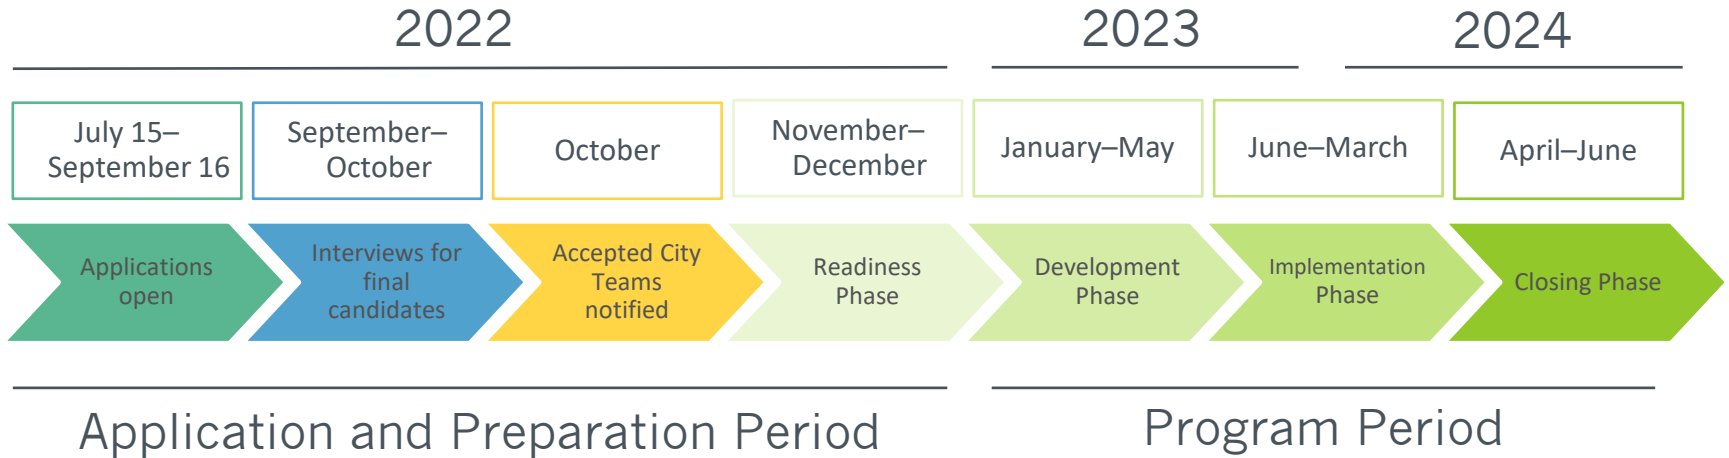 2022
2023
2024
July 15–
September 16
September–
October
October
November–
December
January–May
June–March
April–June
Applications
open
Interviews for
final
candidates
Accepted City
Teams
notified
Readiness
Phase
Development
Phase
Implementation
Phase
Closing Phase
Application and Preparation Period
Program Period